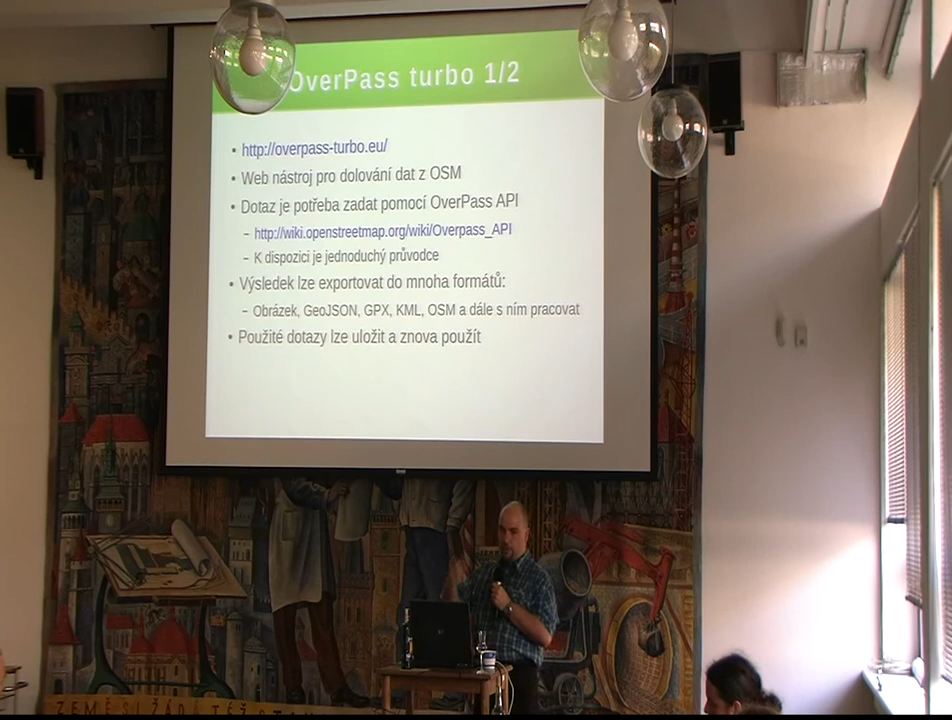 OverPass turbo 1/2
• http://overpass-turbo.eu/
• Web nástroj pro dolování dat z OSM
• Dotaz je potřeba zadat pomocí OverPass API
– http://wiki.openstreetmap.org/wiki/Overpass_API
– K dispozici je jednoduchý průvodce
• Výsledek lze exportovat do mnoha formátů:
– Obrázek, GeoJSON, GPX, KML, OSM a dále s ním pracovat
• Použité dotazy lze uložit a znova použít